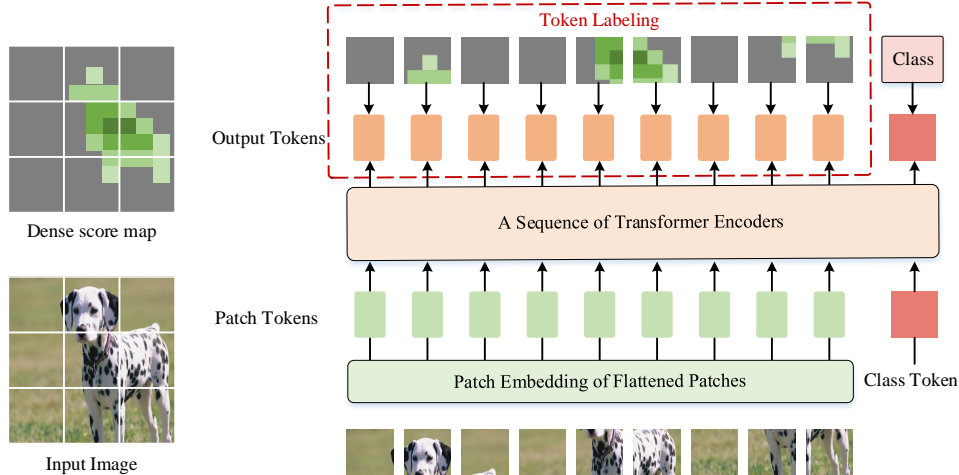 Token Labeling
Class
Output Tokens
A Sequence of Transformer Encoders
Dense score map
Patch Tokens
Patch Embedding of Flattened Patches
Class Token
Input Image